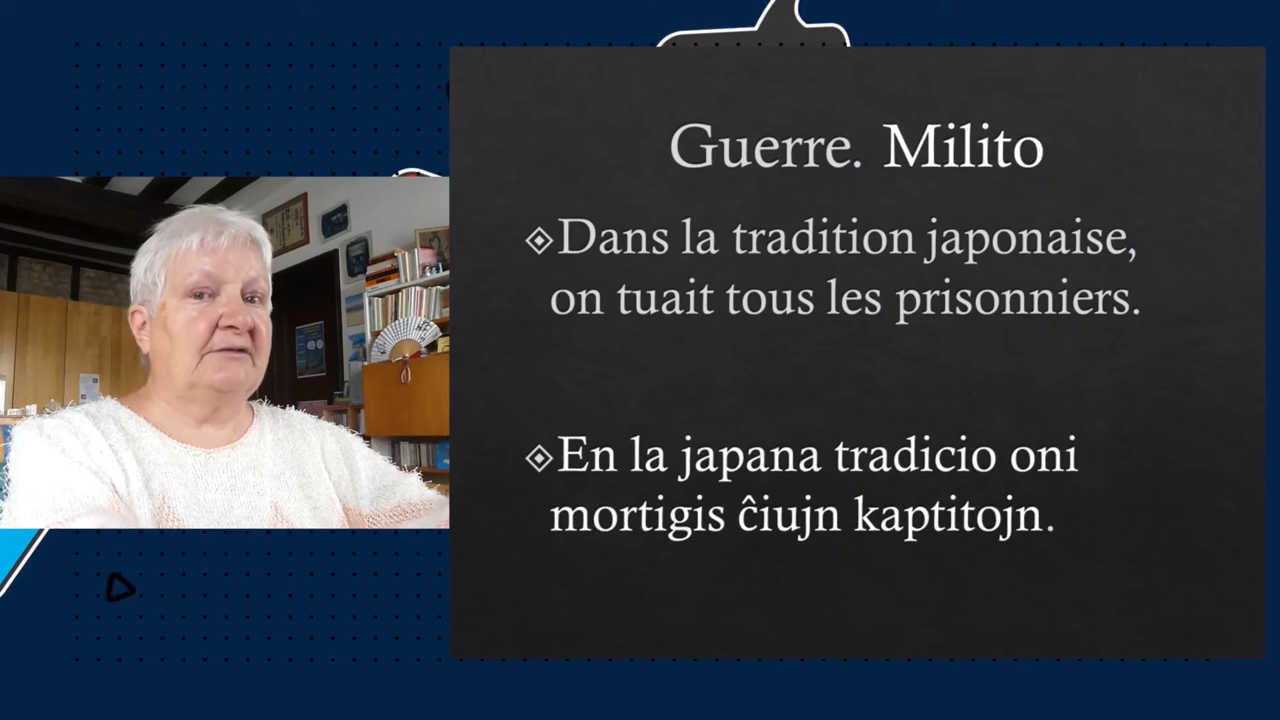 Guerre. Milito
Dans la tradition japonaise,
on tuait tous les prisonniers.
En la japana tradicio oni
mortigis ĉiujn kaptitojn.